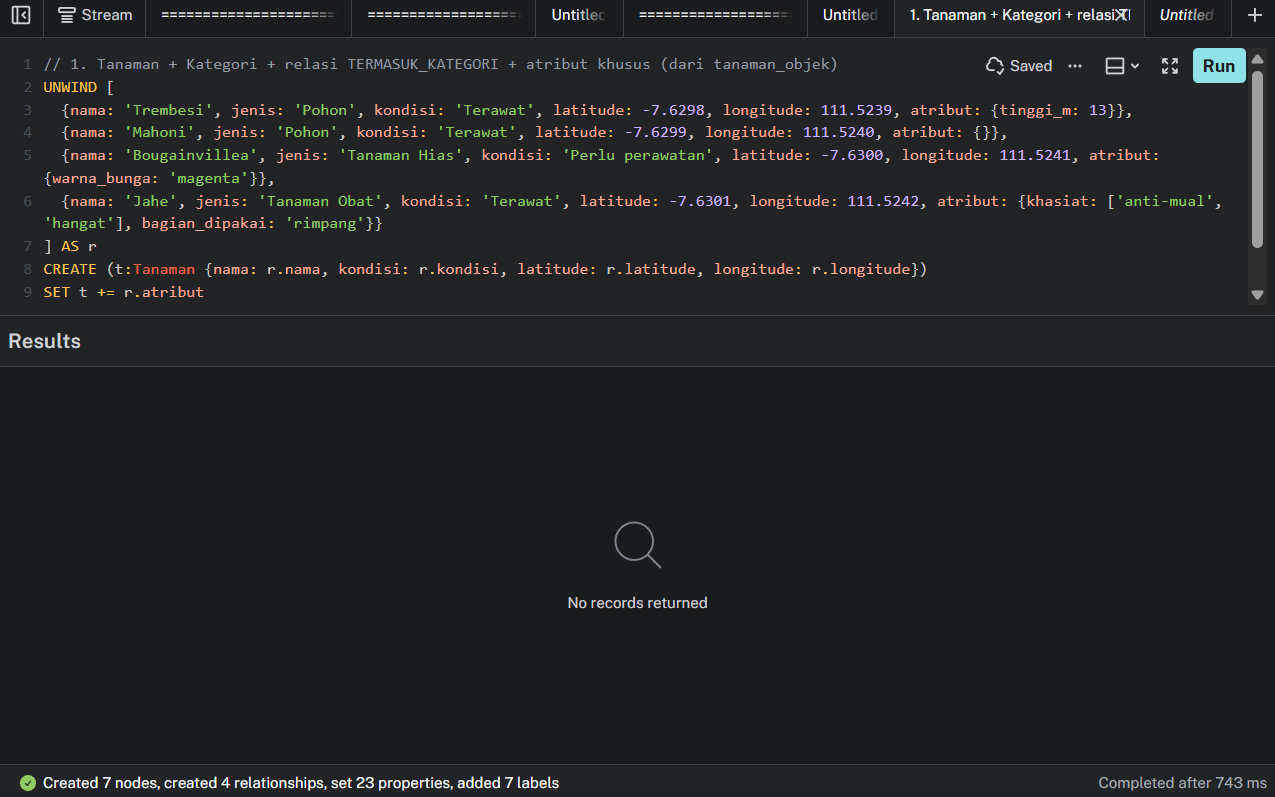 Stream
====================
==================
Untitled
==================
Untitled
1. Tanaman + Kategori + relasi
Untitled
1 // 1. Tanaman + Kategori + relasi TERMASUK_KATEGORI + atribut khusus (dari tanaman_objek)
Saved
Run
2 UNWIND [
3 {nama: 'Trembesi', jenis: 'Pohon', kondisi: 'Terawat', latitude: -7.6298, longitude: 111.5239, atribut: {tinggi_m: 13}},
4 {nama: 'Mahoni', jenis: 'Pohon', kondisi: 'Terawat', latitude: -7.6299, longitude: 111.5240, atribut: {}},
5 {nama: 'Bougainvillea', jenis: 'Tanaman Hias', kondisi: 'Perlu perawatan', latitude: -7.6300, longitude: 111.5241, atribut:
{warna_bunga: 'magenta'}},
6 {nama: 'Jahe', jenis: 'Tanaman Obat', kondisi: 'Terawat', latitude: -7.6301, longitude: 111.5242, atribut: {khasiat: ['anti-mual',
'hangat'], bagian_dipakai: 'rimpang'}}
7 ] AS r
8 CREATE (t:Tanaman {nama: r.nama, kondisi: r.kondisi, latitude: r.latitude, longitude: r.longitude})
9 SET t += r.atribut
Results
No records returned
Created 7 nodes, created 4 relationships, set 23 properties, added 7 labels
Completed after 743 ms